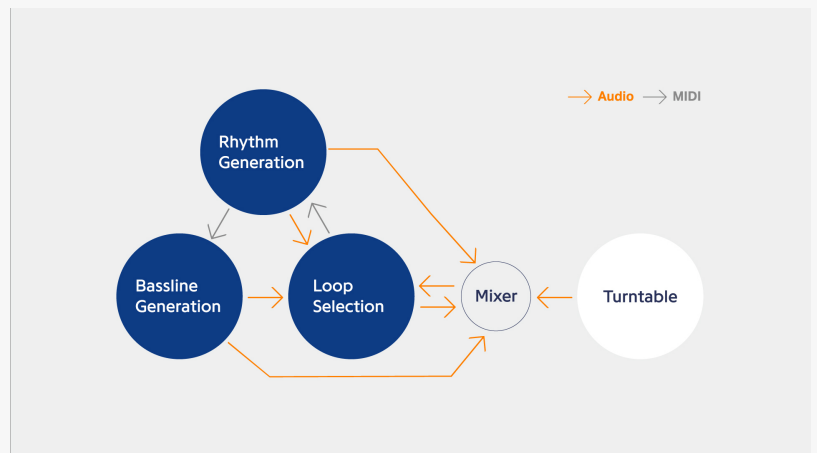 Audio
MIDI
Rhythm
Generation
Bassline
Generation
Loop
Selection
Mixer
Turntable